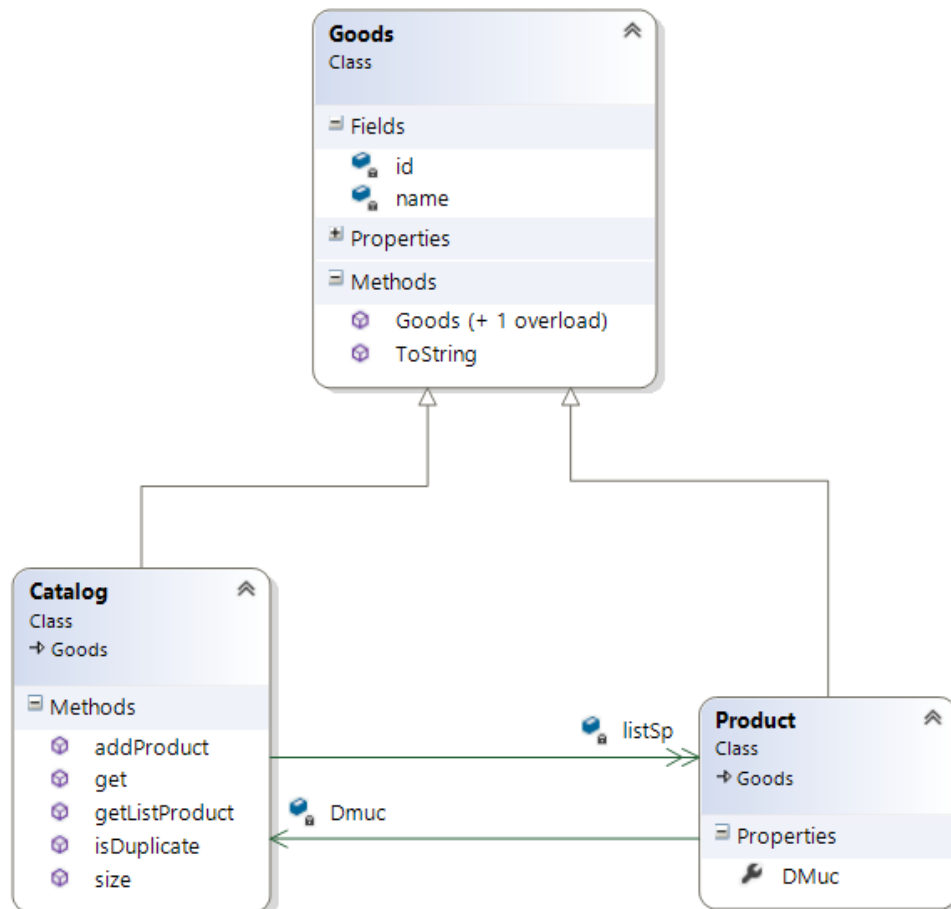 Goods
Class
Fields
id
name
Properties
Methods
Goods (+ 1 overload)
ToString
Catalog
Class
Goods
Methods
addProduct
get
getListProduct
isDuplicate
size
listSp
Dmuc
Product
Class
Goods
Properties
DMuc